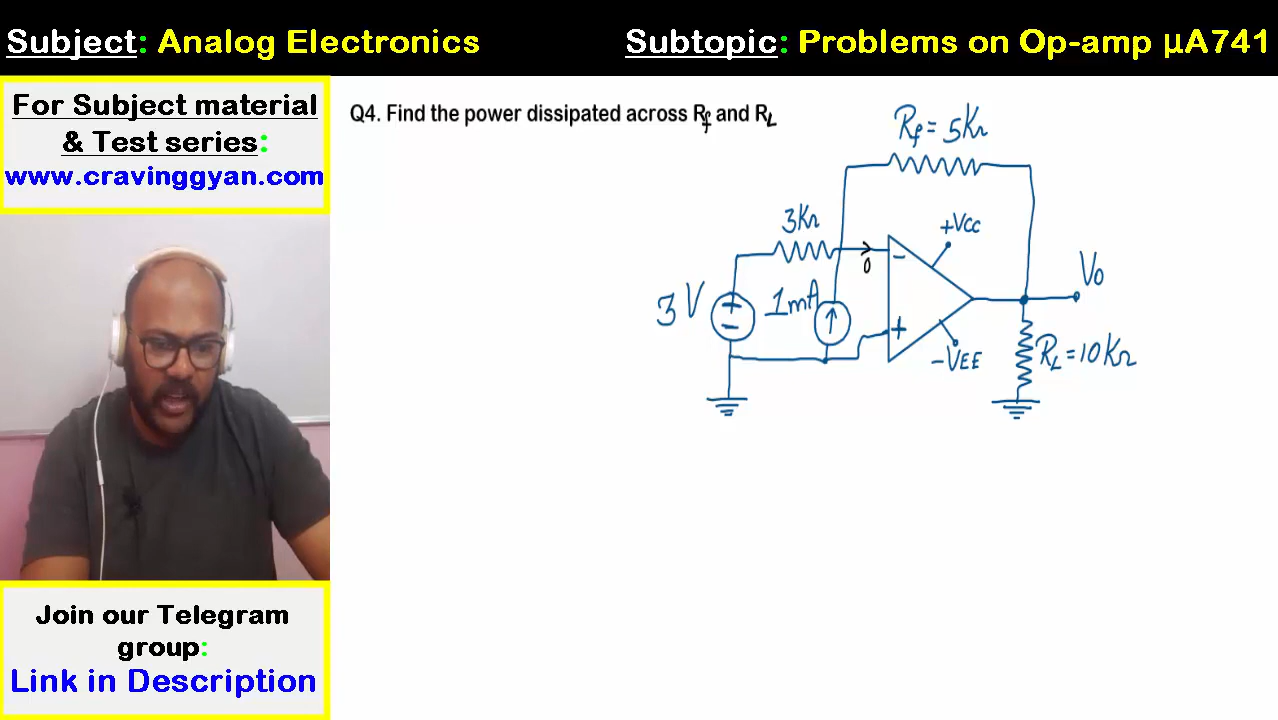 Subject: Analog Electronics
Subtopic: Problems on Op-amp µA741
For Subject material
& Test series:
www.cravinggyan.com
Q4. Find the power dissipated across Rf and RL
Rf = 5KΩ
3KΩ
+VCC
0
-
VO
3V
+
-
1mA
+
-VEE
RL = 10KΩ
Join our Telegram
group:
Link in Description